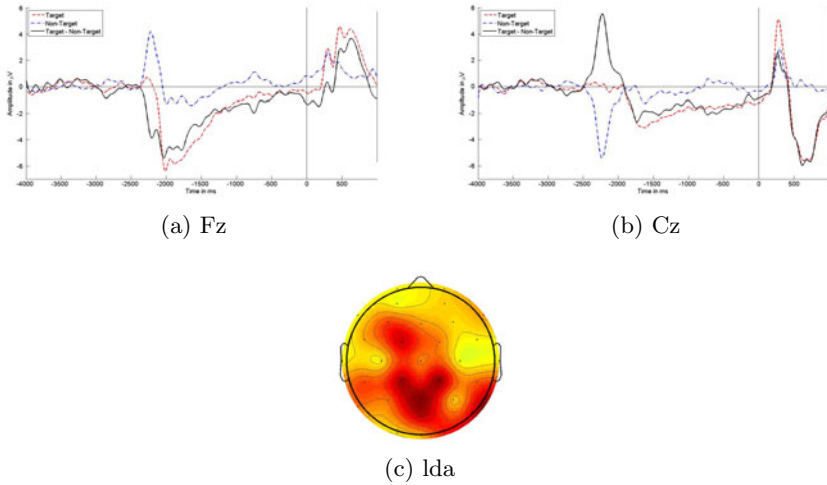 Target
Non-Target
Target - Non-Target
Amplitude in μV
6
4
2
0
-2
-4
-6
-4000 -3500 -3000 -2500 -2000 -1500 -1000 -500 0 500
Time in ms
(a) Fz
Target
Non-Target
Target - Non-Target
Amplitude in μV
6
4
2
0
-2
-4
-6
-4000 -3500 -3000 -2500 -2000 -1500 -1000 -500 0 500
Time in ms
(b) Cz
(c) lda